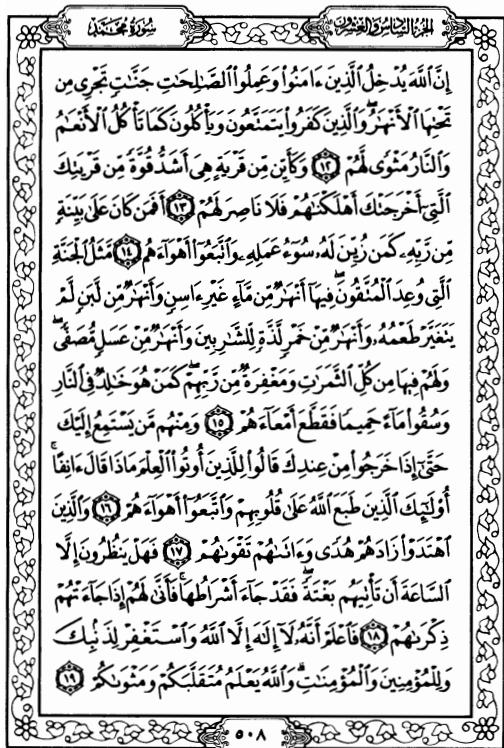 الجزء السادس والعشرون
سورة محمد
إِنَّ ٱللَّهَ يُدْخِلُ ٱلَّذِينَ ءَامَنُوا۟ وَعَمِلُوا۟ ٱلصَّٰلِحَٰتِ جَنَّٰتٍ تَجْرِى مِن
تَحْتِهَا ٱلْأَنْهَٰرُ ۖ وَٱلَّذِينَ كَفَرُوا۟ يَتَمَتَّعُونَ وَيَأْكُلُونَ كَمَا تَأْكُلُ ٱلْأَنْعَٰمُ
وَٱلنَّارُ مَثْوًى لَّهُمْ ١٢ وَكَأَيِّن مِّن قَرْيَةٍ هِىَ أَشَدُّ قُوَّةً مِّن قَرْيَتِكَ
ٱلَّتِىٓ أَخْرَجَتْكَ أَهْلَكْنَٰهُمْ فَلَا نَاصِرَ لَهُمْ ١٣ أَفَمَن كَانَ عَلَىٰ بَيِّنَةٍ
مِّن رَّبِّهِۦ كَمَن زُيِّنَ لَهُۥ سُوٓءُ عَمَلِهِۦ وَٱتَّبَعُوٓا۟ أَهْوَآءَهُم ١٤ مَّثَلُ ٱلْجَنَّةِ
ٱلَّتِى وُعِدَ ٱلْمُتَّقُونَ ۖ فِيهَآ أَنْهَٰرٌ مِّن مَّآءٍ غَيْرِ ءَاسِنٍ وَأَنْهَٰرٌ مِّن لَّبَنٍ لَّمْ
يَتَغَيَّرْ طَعْمُهُۥ وَأَنْهَٰرٌ مِّنْ خَمْرٍ لَّذَّةٍ لِّلشَّٰرِبِينَ وَأَنْهَٰرٌ مِّنْ عَسَلٍ مُّصَفًّى ۖ
وَلَهُمْ فِيهَا مِن كُلِّ ٱلثَّمَرَٰتِ وَمَغْفِرَةٌ مِّن رَّبِّهِمْ ۖ كَمَنْ هُوَ خَٰلِدٌ فِى ٱلنَّارِ
وَسُقُوا۟ مَآءً حَمِيمًا فَقَطَّعَ أَمْعَآءَهُمْ ١٥ وَمِنْهُم مَّن يَسْتَمِعُ إِلَيْكَ
حَتَّىٰٓ إِذَا خَرَجُوا۟ مِنْ عِندِكَ قَالُوا۟ لِلَّذِينَ أُوتُوا۟ ٱلْعِلْمَ مَاذَا قَالَ ءَانِفًا ۚ
أُو۟لَٰٓئِكَ ٱلَّذِينَ طَبَعَ ٱللَّهُ عَلَىٰ قُلُوبِهِمْ وَٱتَّبَعُوٓا۟ أَهْوَآءَهُمْ ١٦ وَٱلَّذِينَ
ٱهْتَدَوْا۟ زَادَهُمْ هُدًى وَءَاتَىٰهُمْ تَقْوَىٰهُمْ ١٧ فَهَلْ يَنظُرُونَ إِلَّا
ٱلسَّاعَةَ أَن تَأْتِيَهُم بَغْتَةً ۖ فَقَدْ جَآءَ أَشْرَاطُهَا ۚ فَأَنَّىٰ لَهُمْ إِذَا جَآءَتْهُمْ
ذِكْرَىٰهُمْ ١٨ فَٱعْلَمْ أَنَّهُۥ لَآ إِلَٰهَ إِلَّا ٱللَّهُ وَٱسْتَغْفِرْ لِذَنۢبِكَ
وَلِلْمُؤْمِنِينَ وَٱلْمُؤْمِنَٰتِ ۗ وَٱللَّهُ يَعْلَمُ مُتَقَلَّبَكُمْ وَمَثْوَىٰكُمْ ١٩
٥٠٨